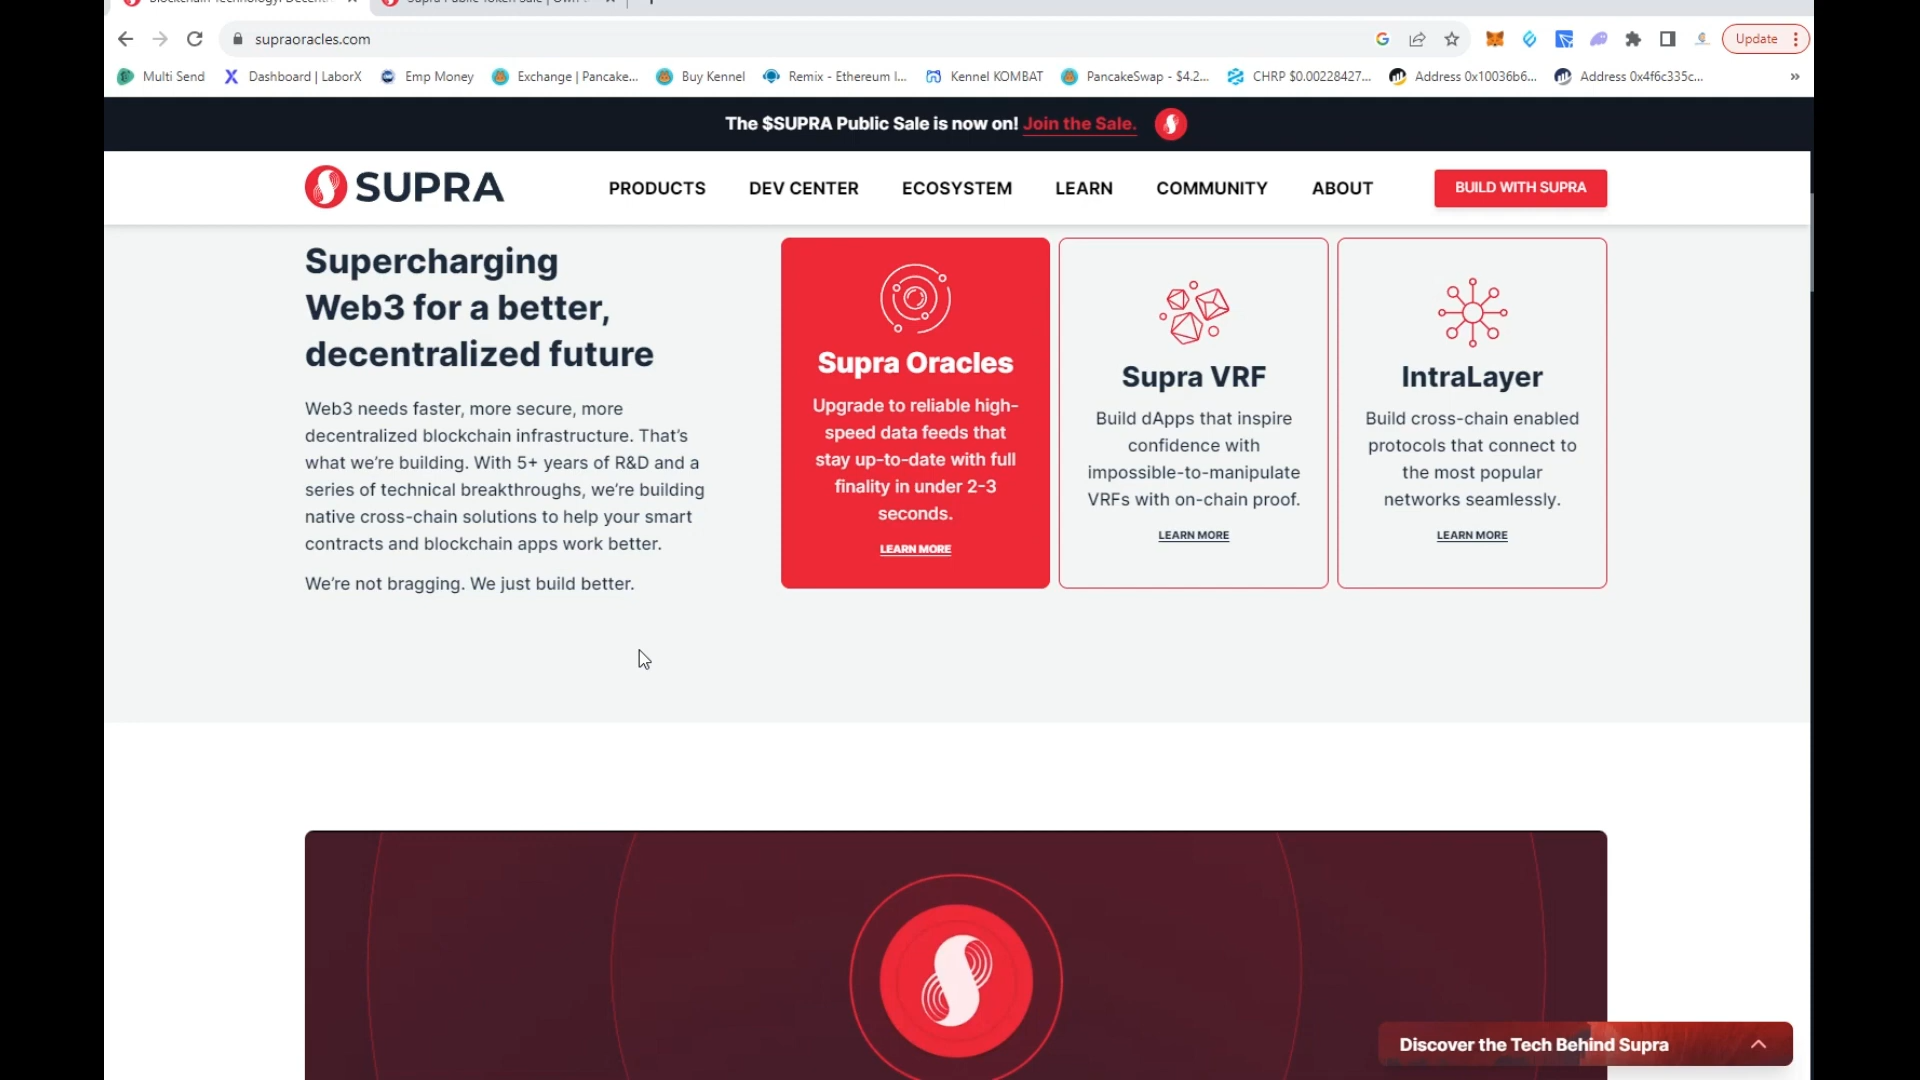 Supra Public Token Sale | Own t
supraoracles.com
Update
Multi Send
Dashboard | LaborX
Emp Money
Exchange | Pancake...
Buy Kennel
Remix - Ethereum I...
Kennel KOMBAT
PancakeSwap - $4.2...
CHRP $0.00228427...
Address 0x10036b6...
Address 0x4f6c335c...
The $SUPRA Public Sale is now on! Join the Sale.
SUPRA
PRODUCTS
DEV CENTER
ECOSYSTEM
LEARN
COMMUNITY
ABOUT
BUILD WITH SUPRA
Supercharging
Web3 for a better,
decentralized future
Web3 needs faster, more secure, more
decentralized blockchain infrastructure. That's
what we're building. With 5+ years of R&D and a
series of technical breakthroughs, we're building
native cross-chain solutions to help your smart
contracts and blockchain apps work better.
We're not bragging. We just build better.
Supra Oracles
Upgrade to reliable high-
speed data feeds that
stay up-to-date with full
finality in under 2-3
seconds.
LEARN MORE
Supra VRF
Build dApps that inspire
confidence with
impossible-to-manipulate
VRFs with on-chain proof.
LEARN MORE
IntraLayer
Build cross-chain enabled
protocols that connect to
the most popular
networks seamlessly.
LEARN MORE
Discover the Tech Behind Supra